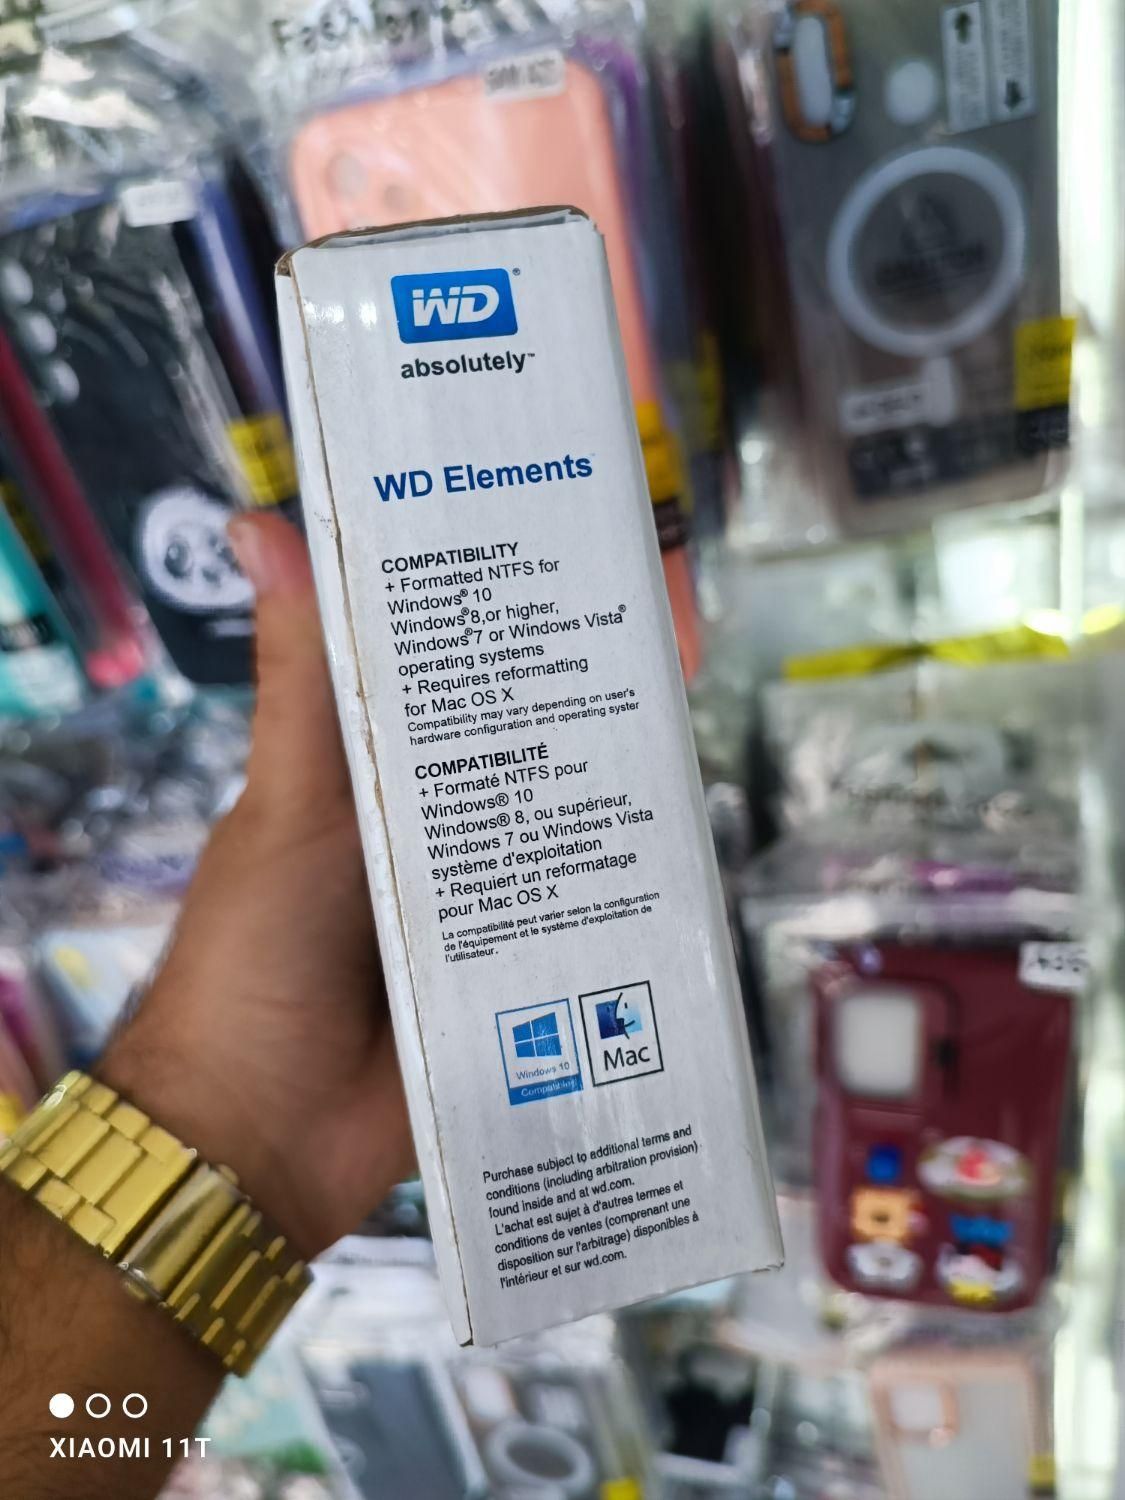 WD®
absolutely™
WD Elements™
COMPATIBILITY
+ Formatted NTFS for
Windows® 10
Windows®8,or higher,
Windows®7 or Windows Vista®
operating systems
+ Requires reformatting
for Mac OS X
Compatibility may vary depending on user's
hardware configuration and operating syster
COMPATIBILITÉ
+ Formaté NTFS pour
Windows® 10
Windows® 8, ou supérieur,
Windows 7 ou Windows Vista
système d'exploitation
+ Requiert un reformatage
pour Mac OS X
La compatibilité peut varier selon la configuration
de l'équipement et le système d'exploitation de
l'utilisateur.
Windows 10
Compatible
Mac
Purchase subject to additional terms and
conditions (including arbitration provision)
found inside and at wd.com.
L'achat est sujet à d'autres termes et
conditions de ventes (comprenant une
disposition sur l'arbitrage) disponibles à
l'intérieur et sur wd.com.
XIAOMI 11T